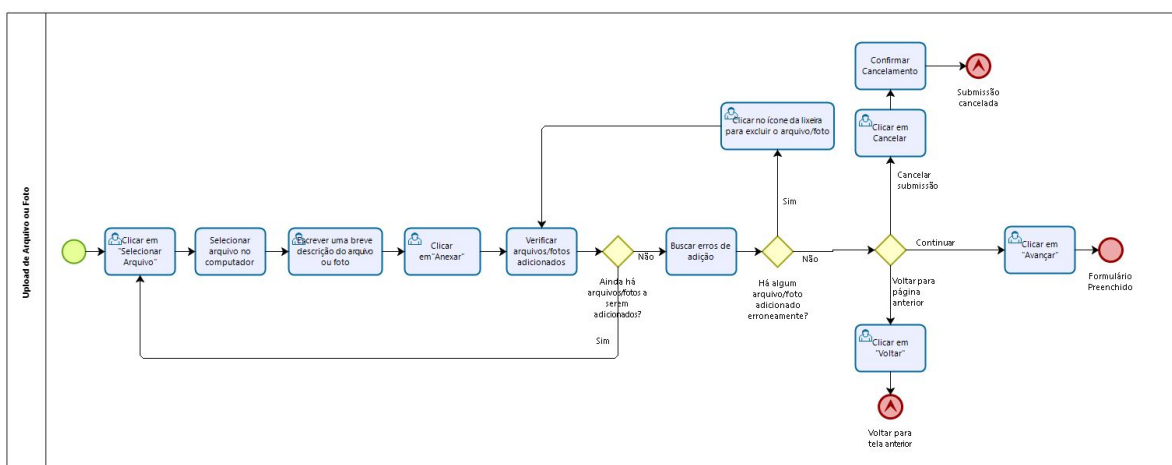 Upload de Arquivo ou Foto
Clicar em
"Selecionar
Arquivo"
Selecionar
arquivo no
computador
Escrever uma breve
descrição do arquivo
ou foto
Clicar
em"Anexar"
Verificar
arquivos/fotos
adicionados
Ainda há
arquivos/fotos a
serem
adicionados?
Sim
Não
Buscar erros de
adição
Há algum
arquivo/foto
adicionado
erroneamente?
Sim
Clicar no ícone da lixeira
para excluir o arquivo/foto
Não
Cancelar
submissão
Clicar em
Cancelar
Confirmar
Cancelamento
Submissão
cancelada
Continuar
Clicar em
"Avançar"
Formulário
Preenchido
Voltar para
página
anterior
Clicar em
"Voltar"
Voltar para
tela anterior